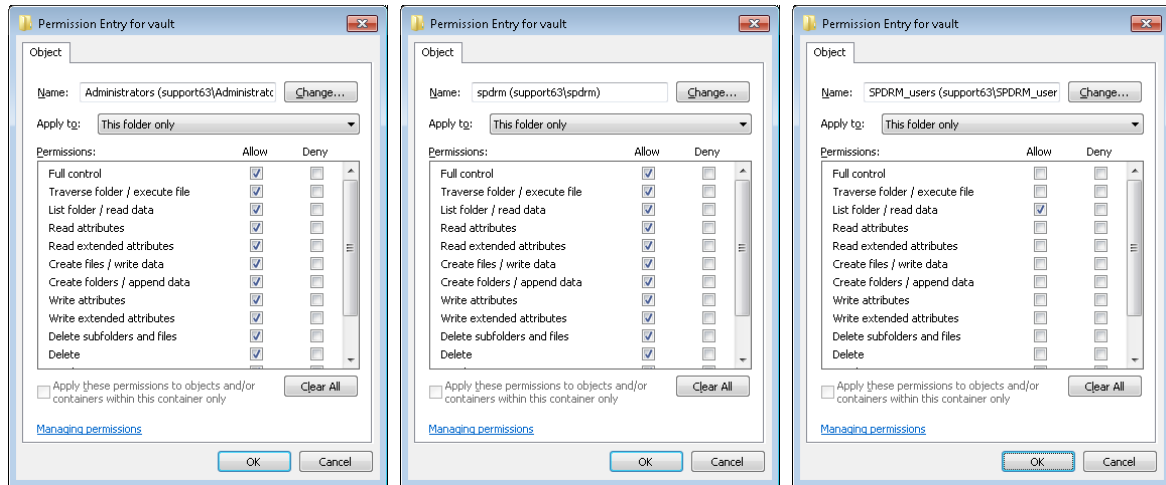 Permission Entry for vault
Object
Name: Administrators (support63\Administratc Change...
Apply to: This folder only
Permissions: Allow Deny
Full control
Traverse folder / execute file
List folder / read data
Read attributes
Read extended attributes
Create files / write data
Create folders / append data
Write attributes
Write extended attributes
Delete subfolders and files
Delete
Apply these permissions to objects and/or
containers within this container only
Clear All
Managing permissions
OK Cancel
Permission Entry for vault
Object
Name: spdrm (support63\spdrm) Change...
Apply to: This folder only
Permissions: Allow Deny
Full control
Traverse folder / execute file
List folder / read data
Read attributes
Read extended attributes
Create files / write data
Create folders / append data
Write attributes
Write extended attributes
Delete subfolders and files
Delete
Apply these permissions to objects and/or
containers within this container only
Clear All
Managing permissions
OK Cancel
Permission Entry for vault
Object
Name: SPDRM_users (support63\SPDRM_user Change...
Apply to: This folder only
Permissions: Allow Deny
Full control
Traverse folder / execute file
List folder / read data
Read attributes
Read extended attributes
Create files / write data
Create folders / append data
Write attributes
Write extended attributes
Delete subfolders and files
Delete
Apply these permissions to objects and/or
containers within this container only
Clear All
Managing permissions
OK Cancel